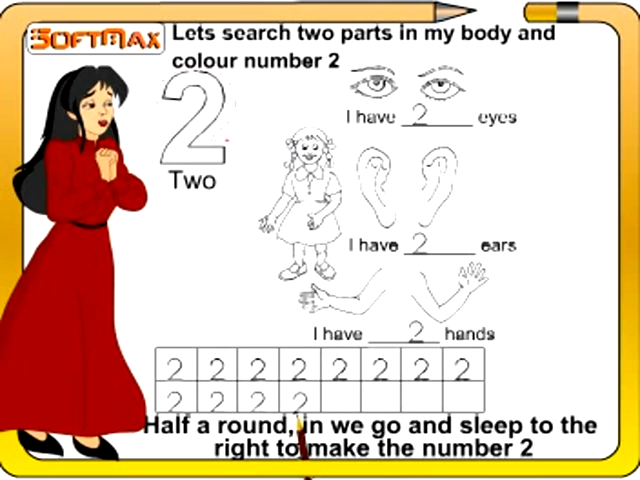 SOFTMAX
Lets search two parts in my body and
colour number 2
2
Two
I have 2 eyes
I have 2 ears
I have 2 hands
2 2 2 2 2 2 2 2
2 2 2 2
Half a round, in we go and sleep to the
right to make the number 2